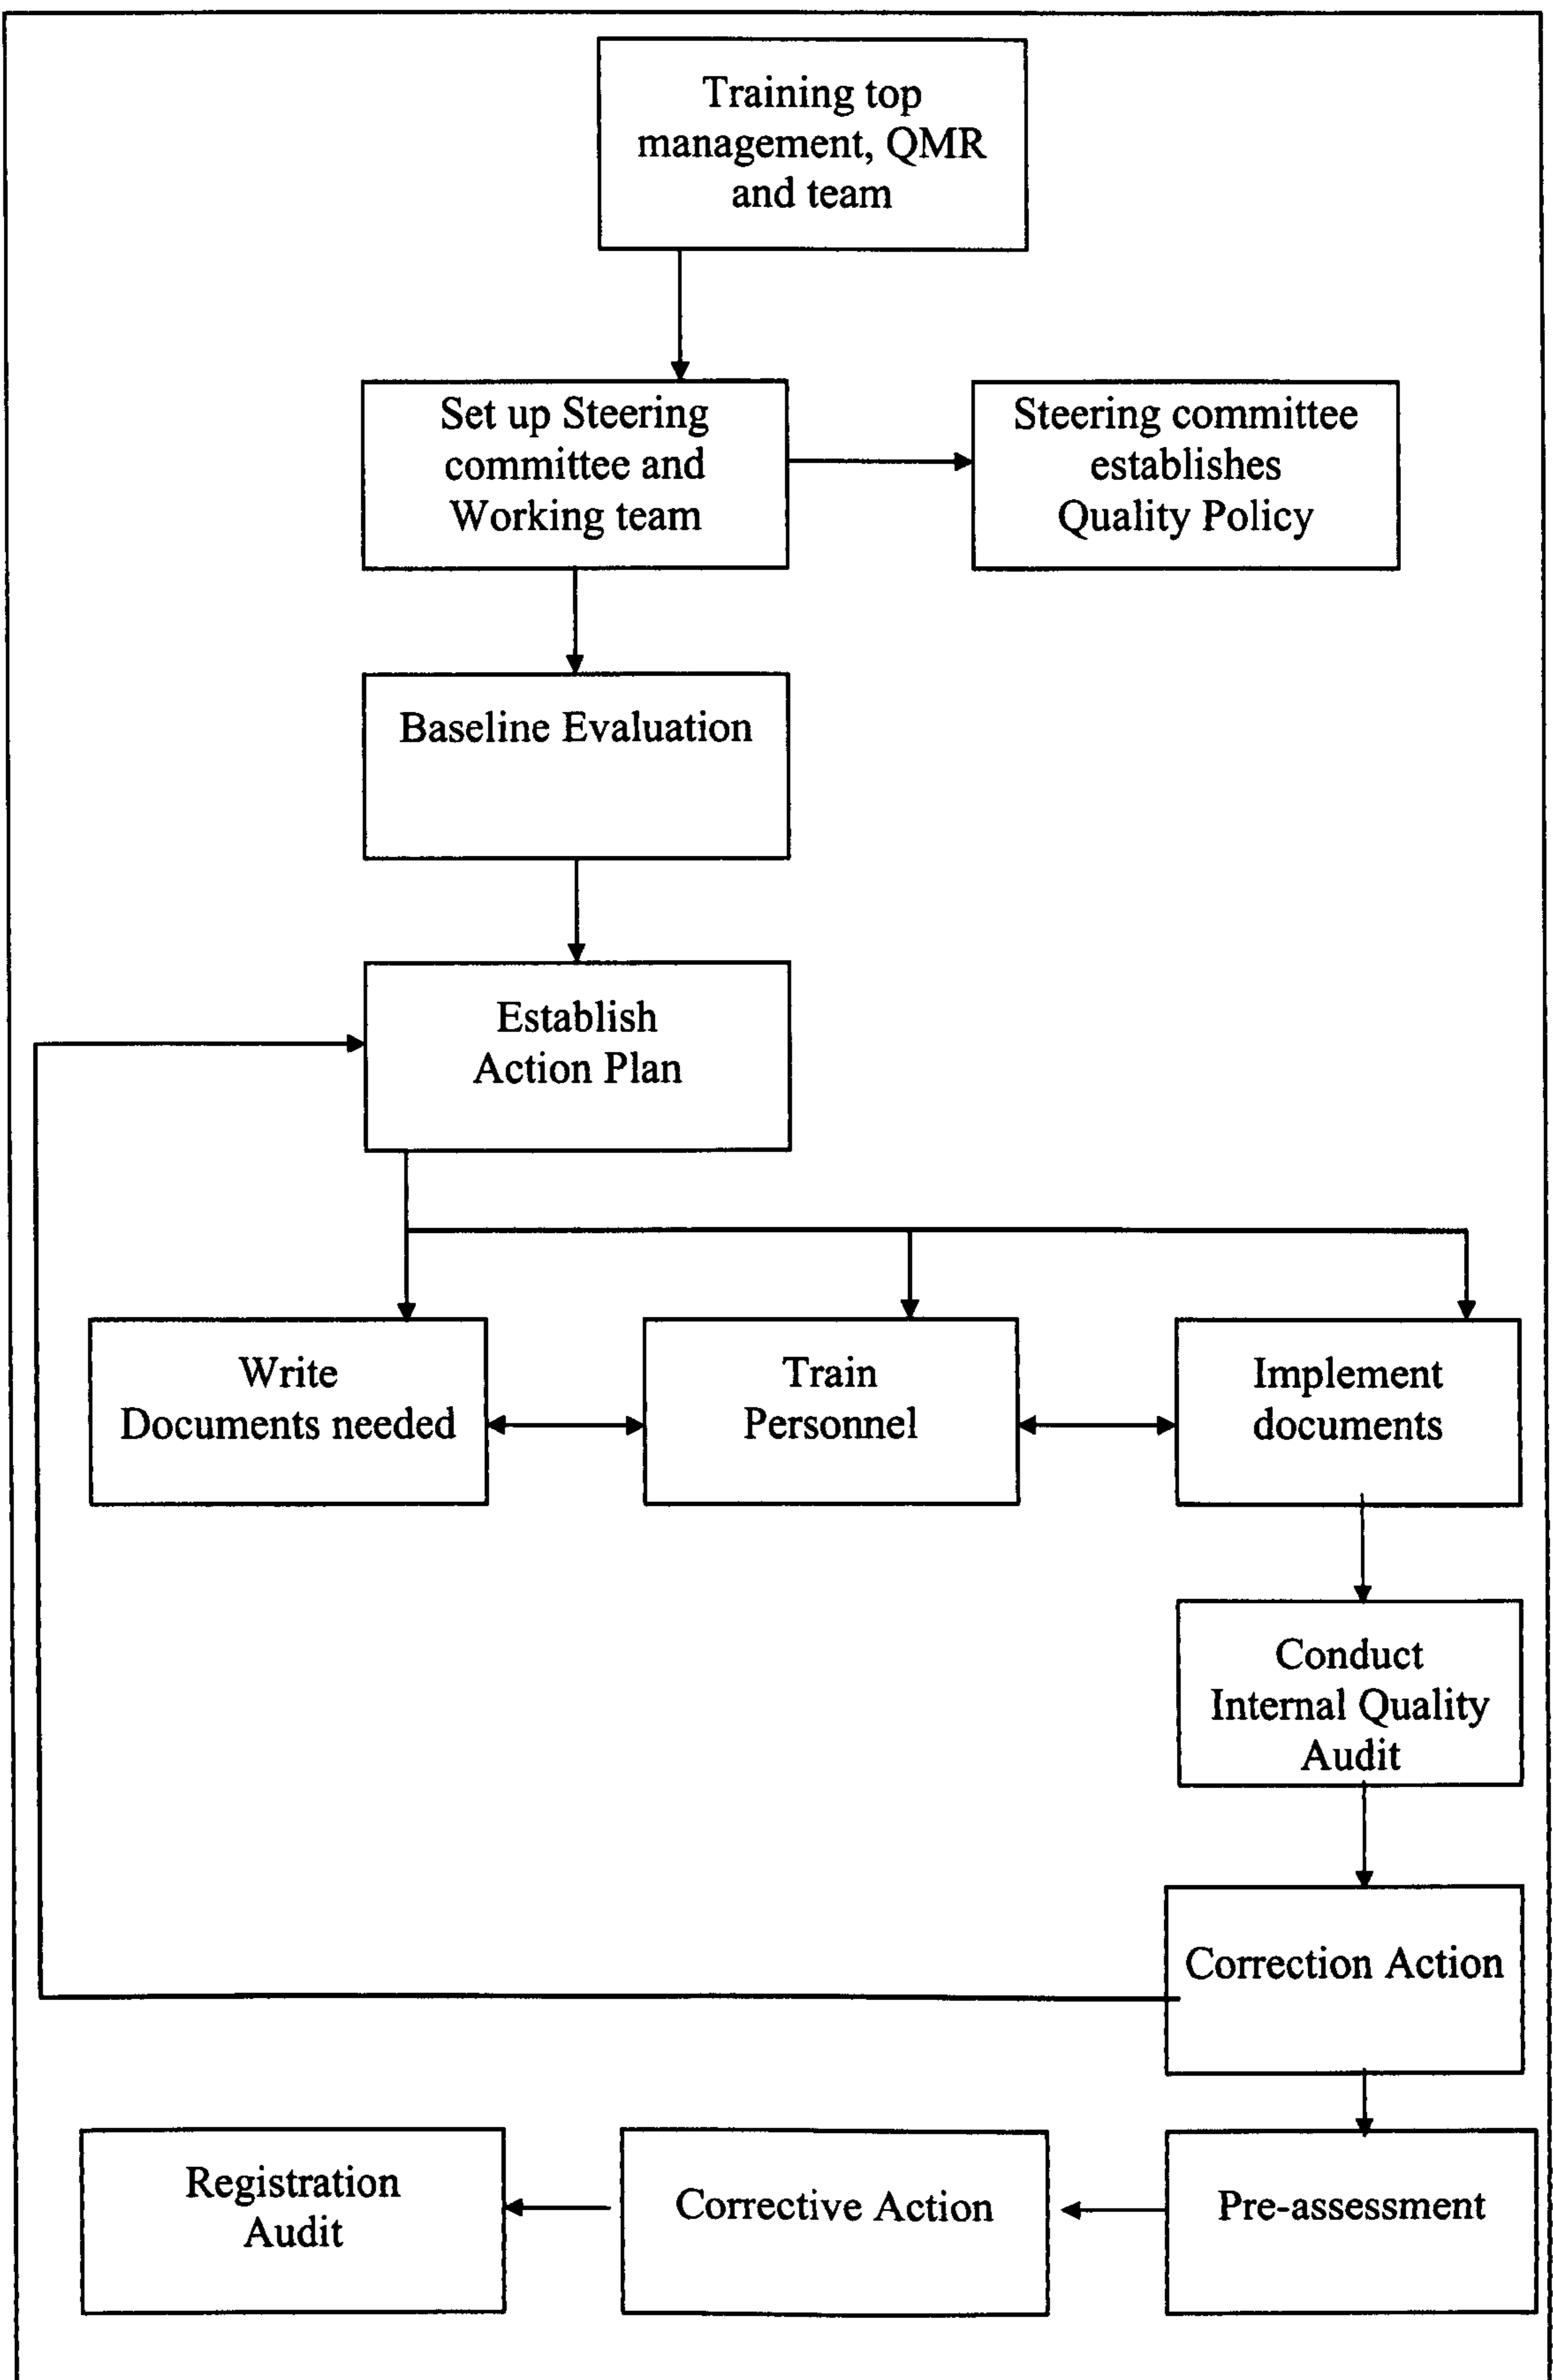 Training top
management, QMR
and team
Set up Steering
committee and
Working team
Steering committee
establishes
Quality Policy
Baseline Evaluation
Establish
Action Plan
Write
Documents needed
Train
Personnel
Implement
documents
Conduct
Internal Quality
Audit
Correction Action
Registration
Audit
Corrective Action
Pre-assessment